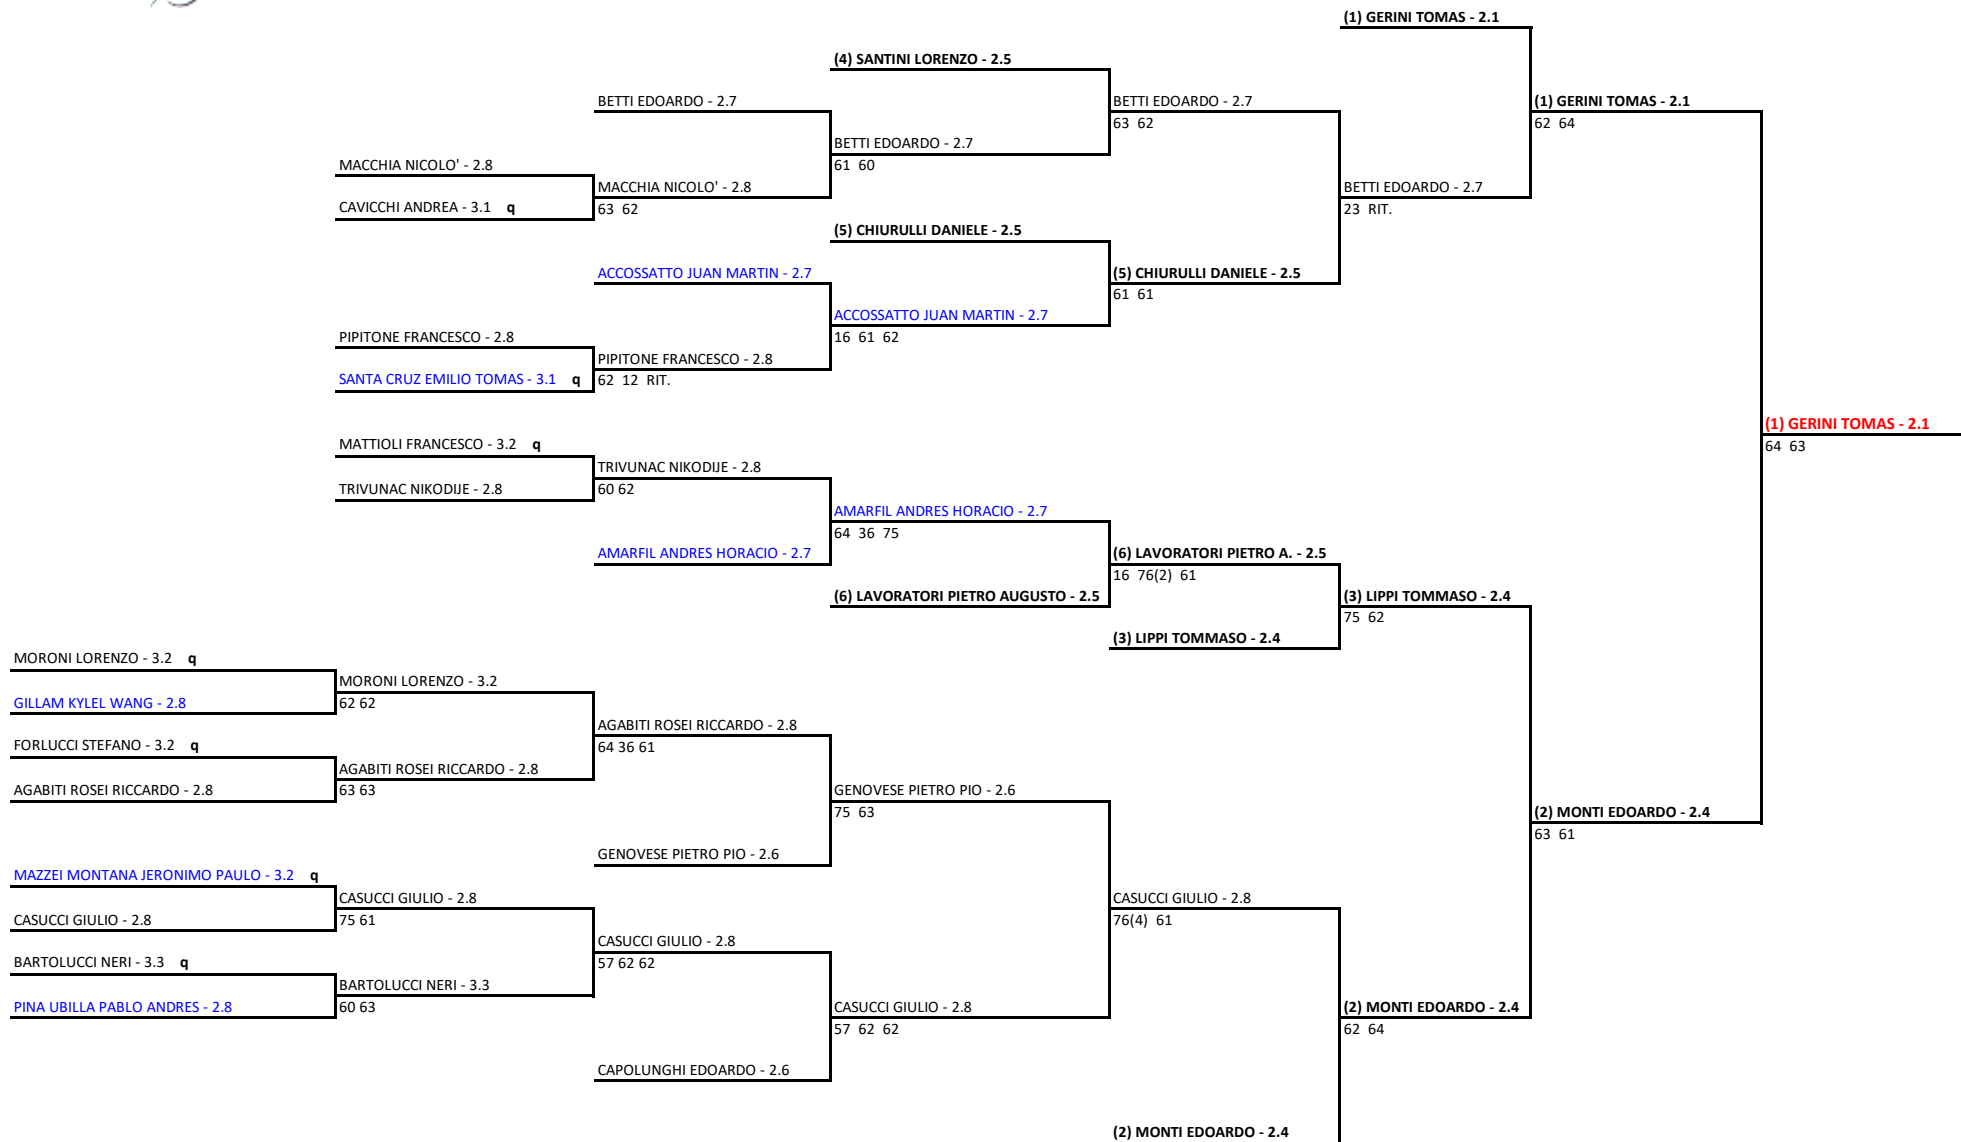 (1) GERINI TOMAS - 2.1
(4) SANTINI LORENZO - 2.5
BETTI EDOARDO - 2.7
BETTI EDOARDO - 2.7
(1) GERINI TOMAS - 2.1
63 62
62 64
BETTI EDOARDO - 2.7
MACCHIA NICOLO' - 2.8
61 60
MACCHIA NICOLO' - 2.8
BETTI EDOARDO - 2.7
CAVICCHI ANDREA - 3.1 q
63 62
23 RIT.
(5) CHIURULLI DANIELE - 2.5
ACCOSSATTO JUAN MARTIN - 2.7
(5) CHIURULLI DANIELE - 2.5
61 61
ACCOSSATTO JUAN MARTIN - 2.7
PIPITONE FRANCESCO - 2.8
16 61 62
PIPITONE FRANCESCO - 2.8
SANTA CRUZ EMILIO TOMAS - 3.1 q
62 12 RIT.
(1) GERINI TOMAS - 2.1
MATTIOLI FRANCESCO - 3.2 q
64 63
TRIVUNAC NIKODIJE - 2.8
TRIVUNAC NIKODIJE - 2.8
60 62
AMARFIL ANDRES HORACIO - 2.7
64 36 75
AMARFIL ANDRES HORACIO - 2.7
(6) LAVORATORI PIETRO A. - 2.5
16 76(2) 61
(6) LAVORATORI PIETRO AUGUSTO - 2.5
(3) LIPPI TOMMASO - 2.4
75 62
(3) LIPPI TOMMASO - 2.4
MORONI LORENZO - 3.2 q
MORONI LORENZO - 3.2
GILLAM KYLEL WANG - 2.8
62 62
AGABITI ROSEI RICCARDO - 2.8
FORLUCCI STEFANO - 3.2 q
64 36 61
AGABITI ROSEI RICCARDO - 2.8
AGABITI ROSEI RICCARDO - 2.8
63 63
GENOVESE PIETRO PIO - 2.6
75 63
(2) MONTI EDOARDO - 2.4
63 61
GENOVESE PIETRO PIO - 2.6
MAZZEI MONTANA JERONIMO PAULO - 3.2 q
CASUCCI GIULIO - 2.8
CASUCCI GIULIO - 2.8
CASUCCI GIULIO - 2.8
75 61
76(4) 61
CASUCCI GIULIO - 2.8
BARTOLUCCI NERI - 3.3 q
57 62 62
BARTOLUCCI NERI - 3.3
PINA UBILLA PABLO ANDRES - 2.8
60 63
CASUCCI GIULIO - 2.8
(2) MONTI EDOARDO - 2.4
57 62 62
62 64
CAPOLUNGHI EDOARDO - 2.6
(2) MONTI EDOARDO - 2.4